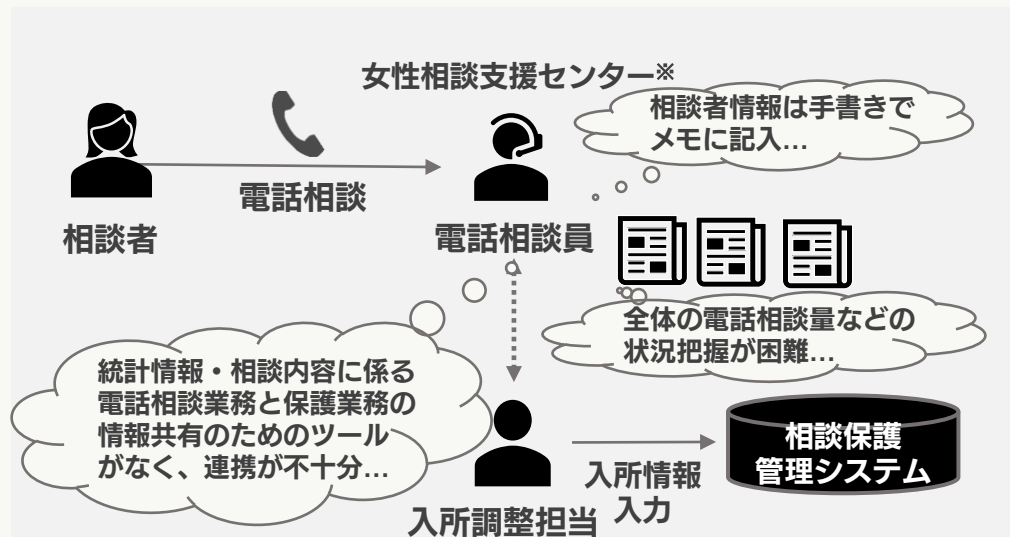 女性相談支援センター※
相談者情報は手書きで
メモに記入...
電話相談
相談者
電話相談員
全体の電話相談量などの
状況把握が困難...
統計情報・相談内容に係る
電話相談業務と保護業務の
情報共有のためのツール
がなく、連携が不十分...
相談保護
管理システム
入所情報
入力
入所調整担当